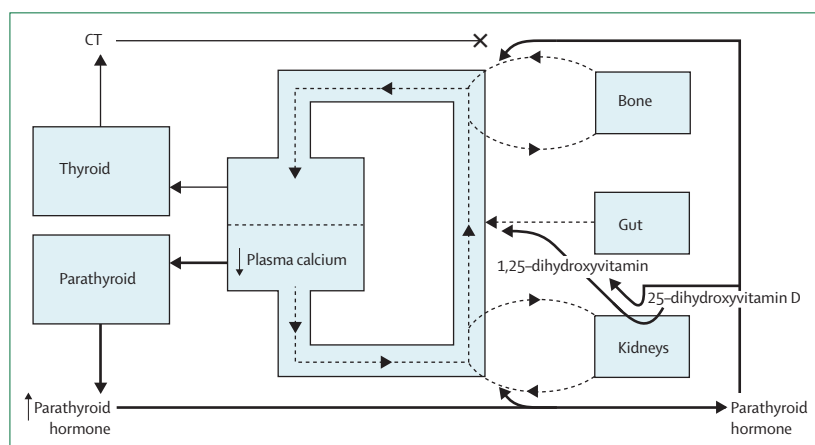 CT
Bone
Thyroid
Gut
Parathyroid
Plasma calcium
1,25–dihydroxyvitamin
25–dihydroxyvitamin D
Kidneys
Parathyroid
hormone
Parathyroid
hormone